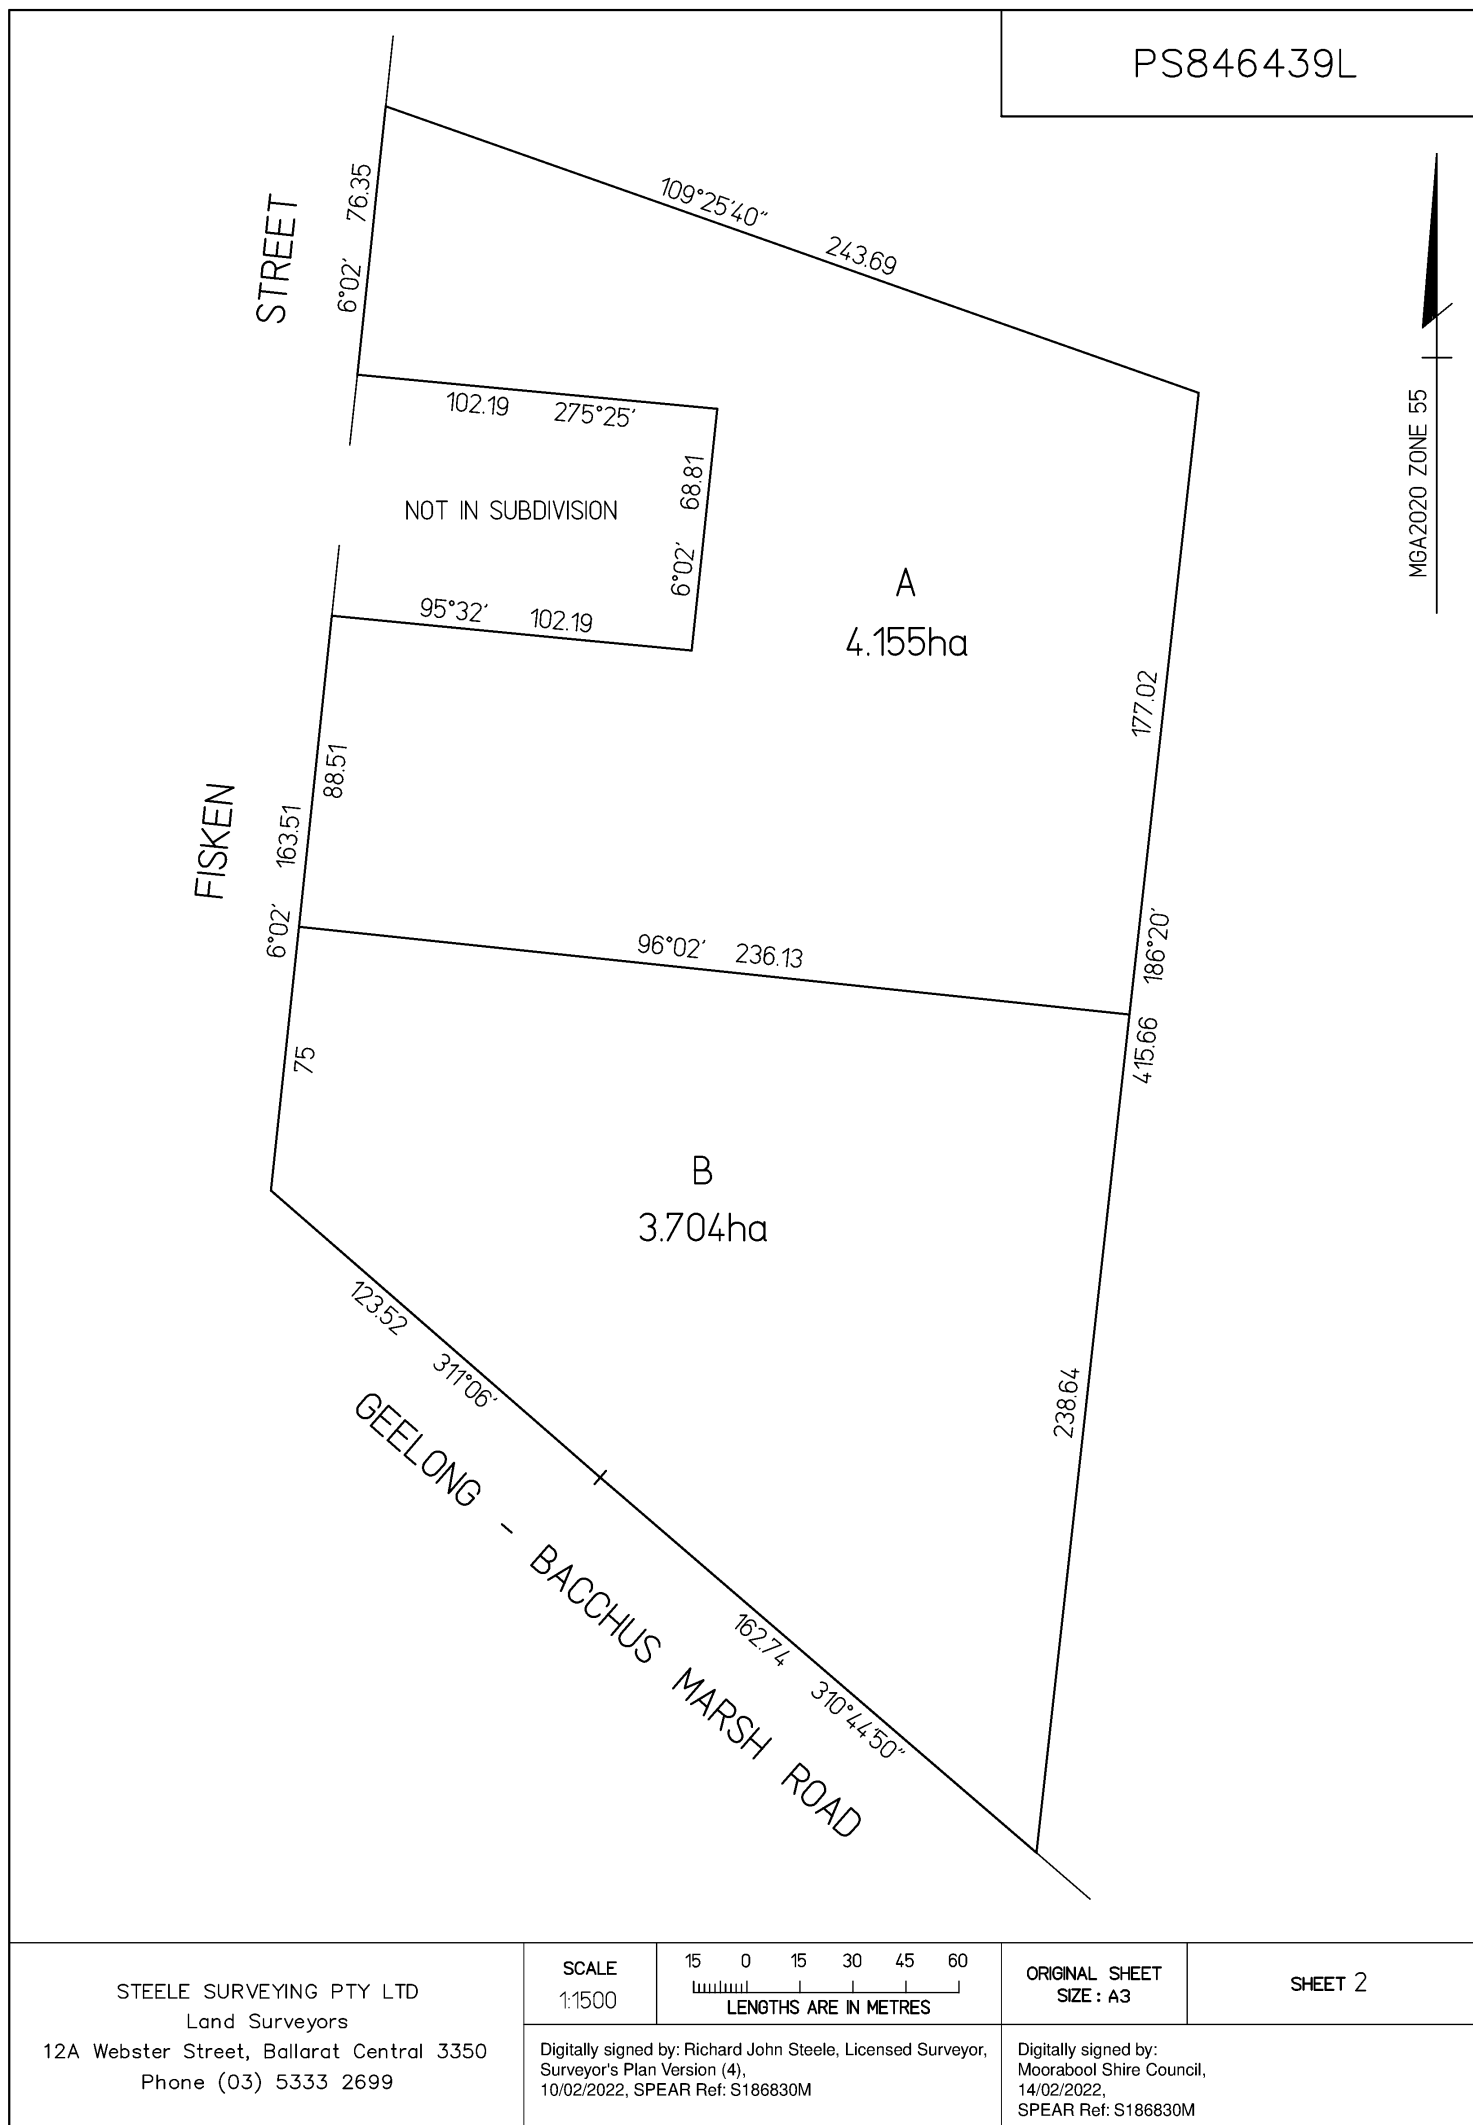 PS846439L
STREET
76.35
6°02'
109°25'40"
243.69
102.19 275°25'
68.81
6°02'
NOT IN SUBDIVISION
95°32' 102.19
A
4.155ha
MGA2020 ZONE 55
177.02
88.51
FISKEN
163.51
6°02'
96°02' 236.13
186°20'
415.66
75
B
3.704ha
123.52
311°06'
238.64
GEELONG - BACCHUS MARSH ROAD
162.74
310°44'50"
STEELE SURVEYING PTY LTD
Land Surveyors
12A Webster Street, Ballarat Central 3350
Phone (03) 5333 2699
SCALE
1:1500
15 0 15 30 45 60
LENGTHS ARE IN METRES
ORIGINAL SHEET
SIZE : A3
SHEET 2
Digitally signed by: Richard John Steele, Licensed Surveyor,
Surveyor's Plan Version (4),
10/02/2022, SPEAR Ref: S186830M
Digitally signed by:
Moorabool Shire Council,
14/02/2022,
SPEAR Ref: S186830M